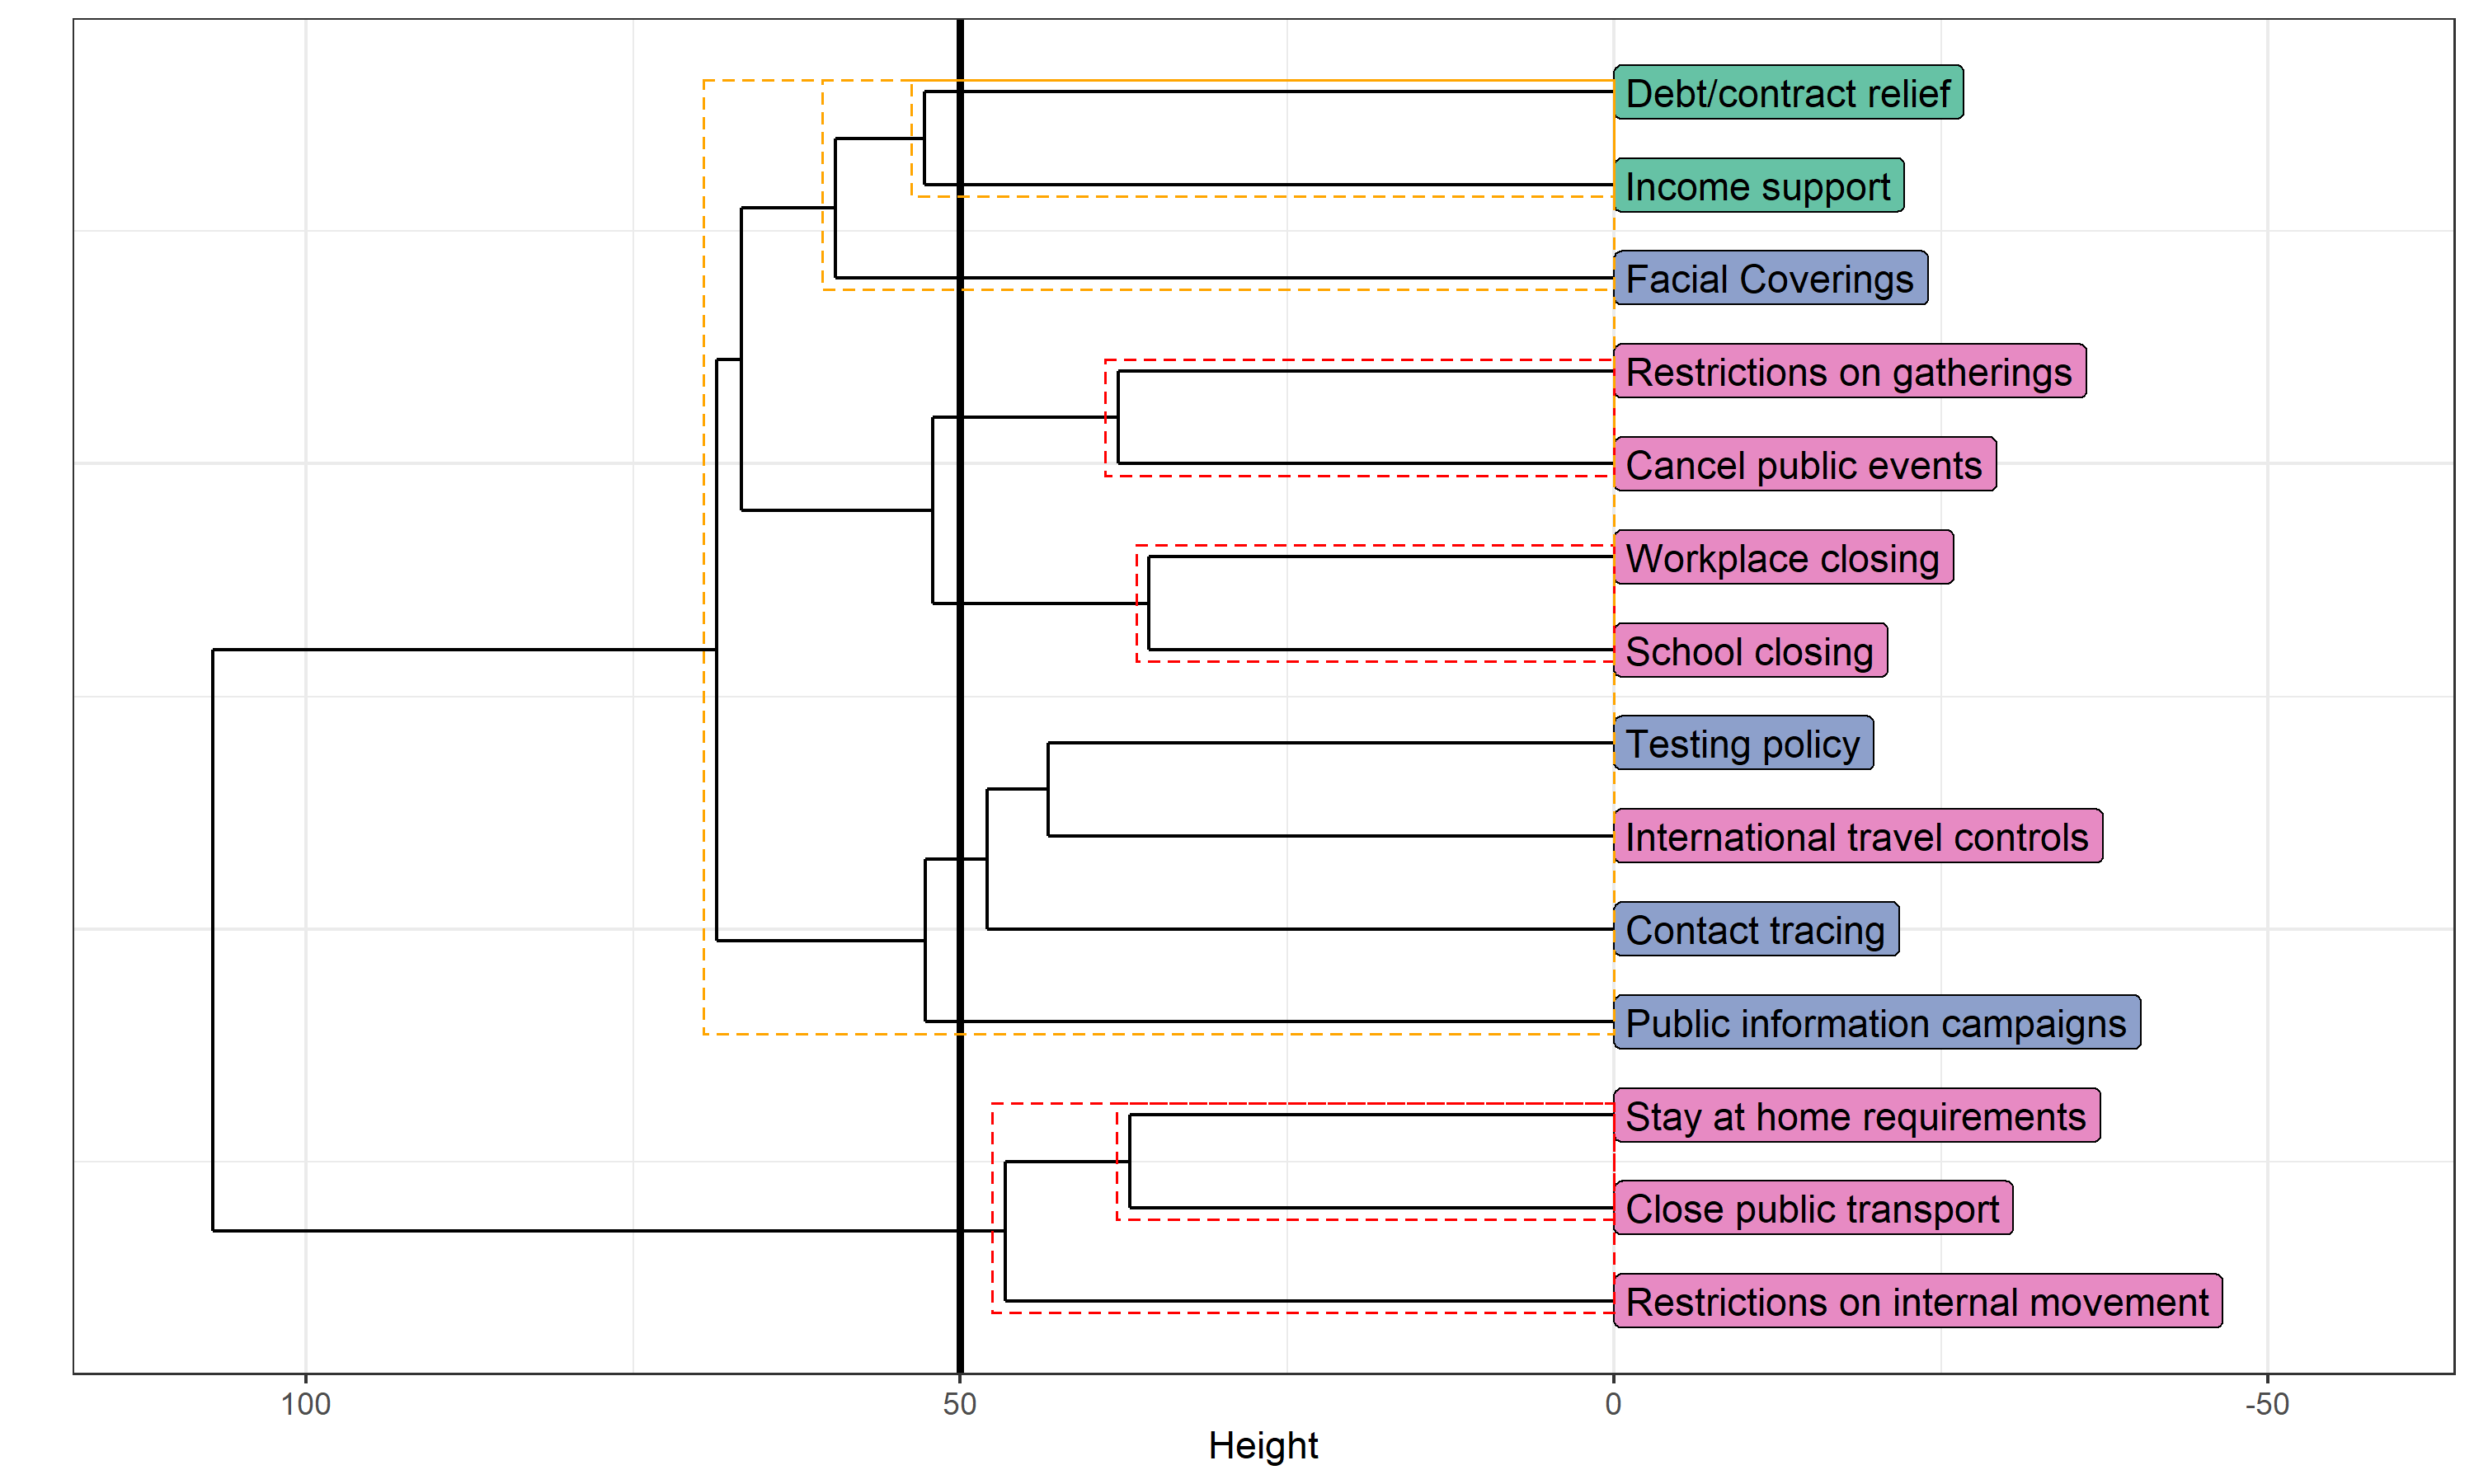 Debt/contract relief
Income support
Facial Coverings
Restrictions on gatherings
Cancel public events
Workplace closing
School closing
Testing policy
International travel controls
Contact tracing
Public information campaigns
Stay at home requirements
Close public transport
Restrictions on internal movement
100 50 0 -50
Height